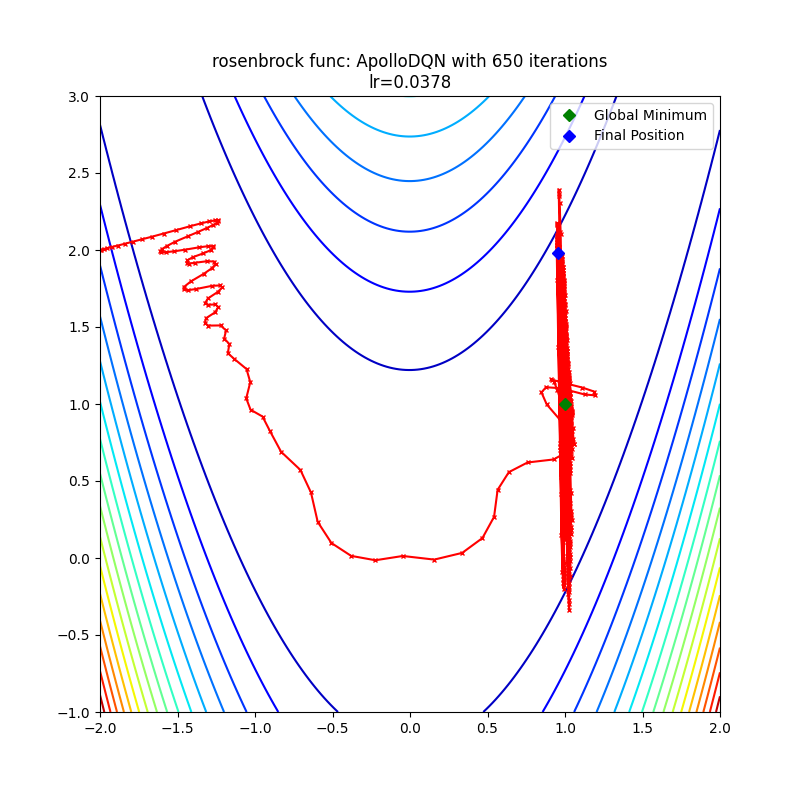 rosenbrock func: ApolloDQN with 650 iterations
lr=0.0378
Global Minimum
Final Position
3.0
2.5
2.0
1.5
1.0
0.5
0.0
−0.5
−1.0
−2.0 −1.5 −1.0 −0.5 0.0 0.5 1.0 1.5 2.0